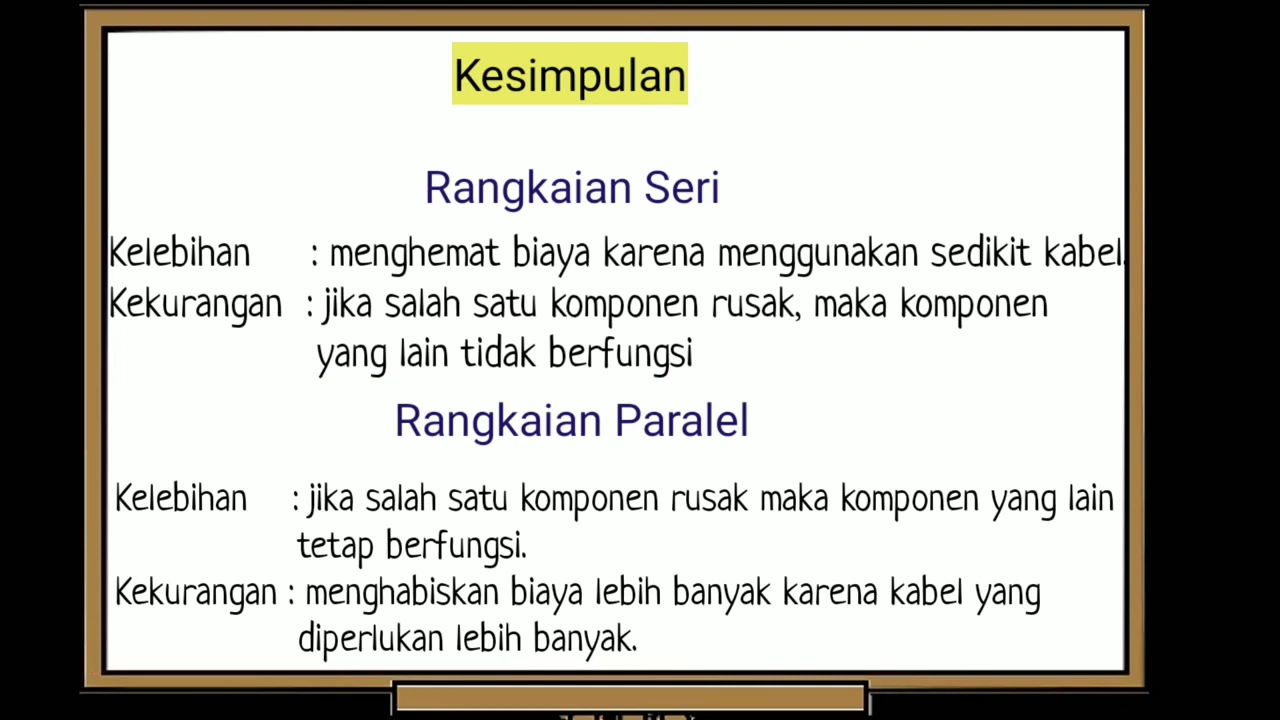 Kesimpulan
Rangkaian Seri
Kelebihan : menghemat biaya karena menggunakan sedikit kabel.
Kekurangan : jika salah satu komponen rusak, maka komponen
yang lain tidak berfungsi
Rangkaian Paralel
Kelebihan : jika salah satu komponen rusak maka komponen yang lain
tetap berfungsi.
Kekurangan : menghabiskan biaya lebih banyak karena kabel yang
diperlukan lebih banyak.